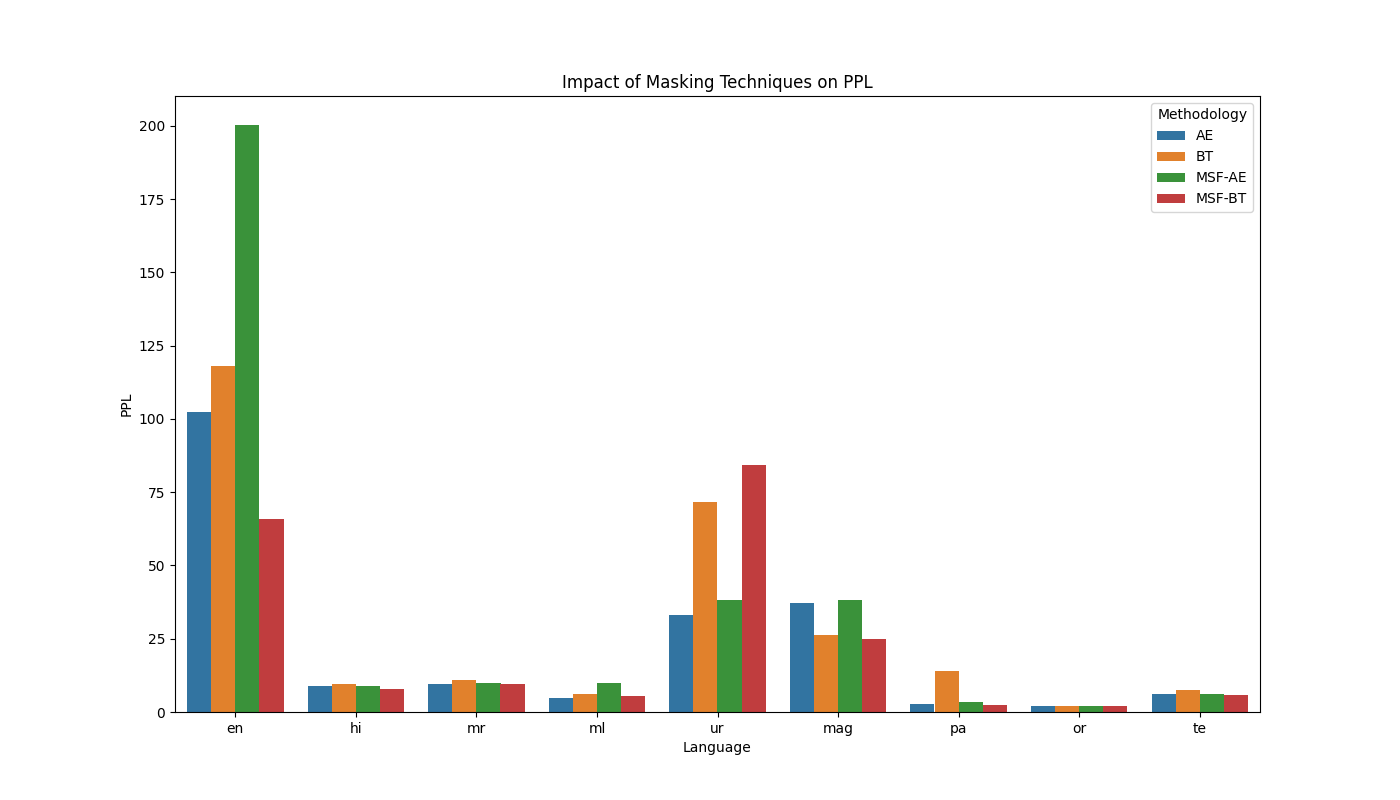 Impact of Masking Techniques on PPL
Methodology
AE
BT
MSF-AE
MSF-BT
PPL
200
175
150
125
100
75
50
25
0
en hi mr ml ur mag pa or te
Language